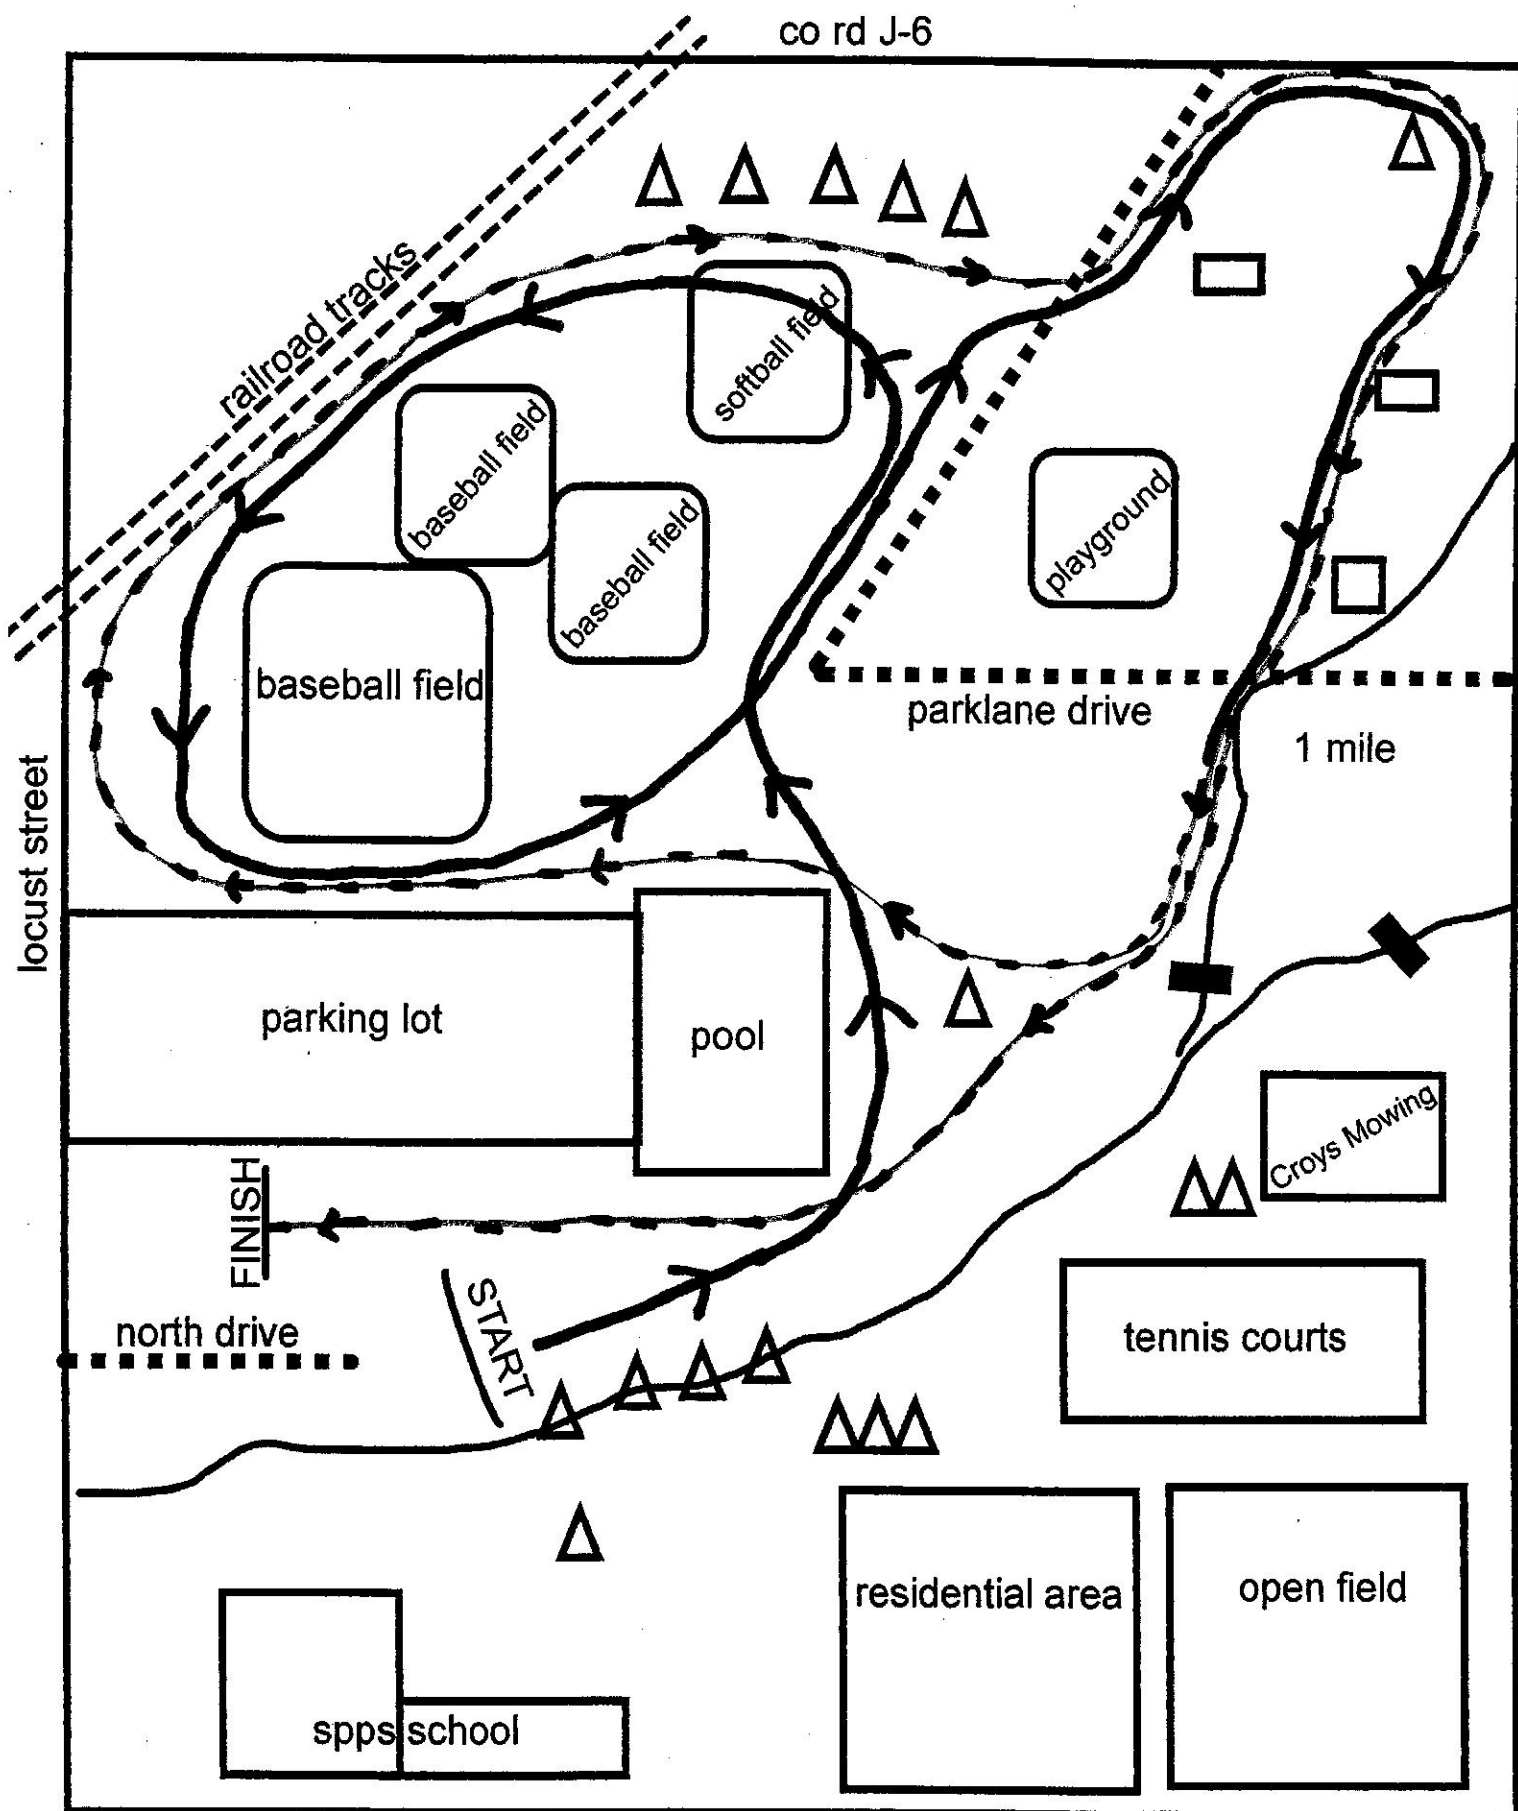 co rd J-6
railroad tracks
softball field
baseball field
baseball field
playground
baseball field
parklane drive
1 mile
locust street
parking lot
pool
Croys Mowing
FINISH
START
north drive
tennis courts
residential area
open field
spps school